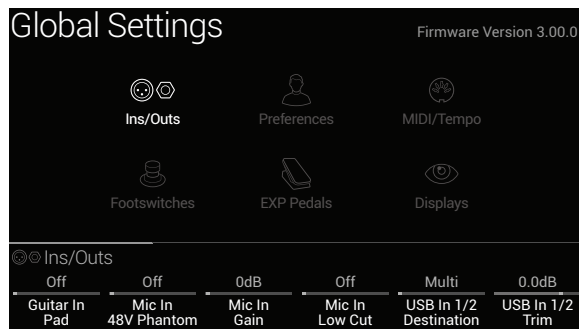 Global Settings
Firmware Version 3.00.0
Ins/Outs
Preferences
MIDI/Tempo
Footswitches
EXP Pedals
Displays
Ins/Outs
Off
Off
0dB
Off
Multi
0.0dB
Guitar In
Pad
Mic In
48V Phantom
Mic In
Gain
Mic In
Low Cut
USB In 1/2
Destination
USB In 1/2
Trim